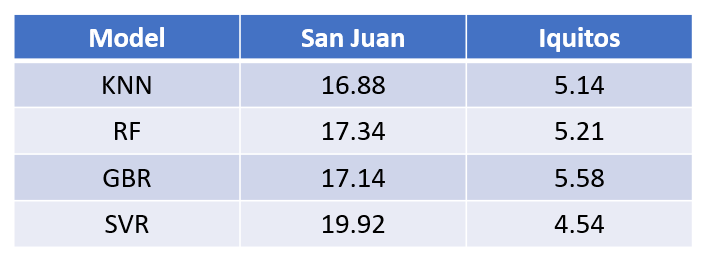 Model San Juan Iquitos
KNN 16.88 5.14
RF 17.34 5.21
GBR 17.14 5.58
SVR 19.92 4.54